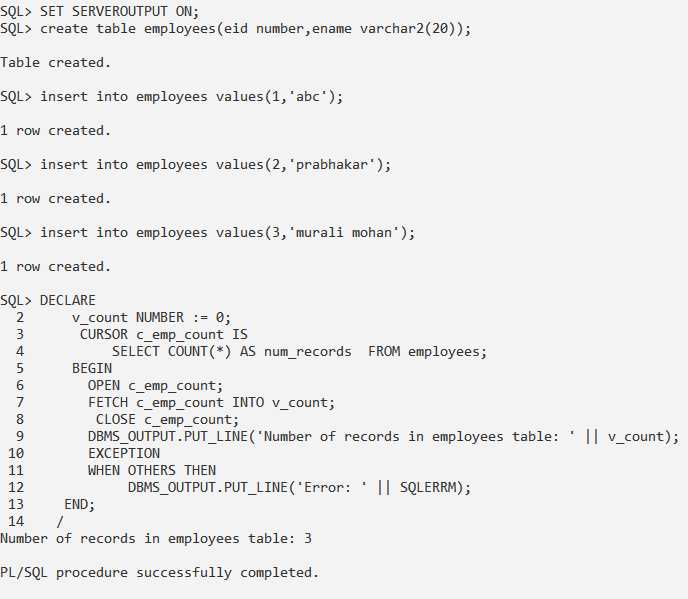 SQL> SET SERVEROUTPUT ON;
SQL> create table employees(eid number,ename varchar2(20));
Table created.
SQL> insert into employees values(1,'abc');
1 row created.
SQL> insert into employees values(2,'prabhakar');
1 row created.
SQL> insert into employees values(3,'murali mohan');
1 row created.
SQL> DECLARE
  2      v_count NUMBER := 0;
  3       CURSOR c_emp_count IS
  4           SELECT COUNT(*) AS num_records  FROM employees;
  5      BEGIN
  6        OPEN c_emp_count;
  7        FETCH c_emp_count INTO v_count;
  8         CLOSE c_emp_count;
  9        DBMS_OUTPUT.PUT_LINE('Number of records in employees table: ' || v_count);
 10        EXCEPTION
 11        WHEN OTHERS THEN
 12             DBMS_OUTPUT.PUT_LINE('Error: ' || SQLERRM);
 13     END;
 14    /
Number of records in employees table: 3
PL/SQL procedure successfully completed.